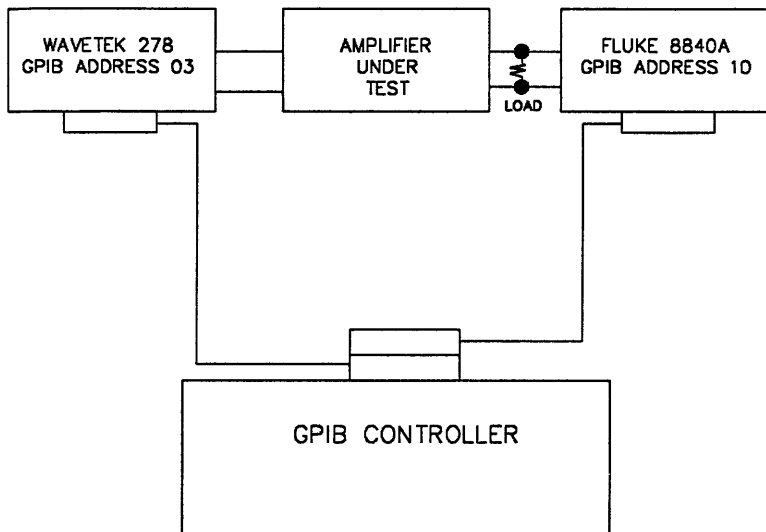 WAVETEK 278
GPIB ADDRESS 03
AMPLIFIER
UNDER
TEST
FLUKE 8840A
GPIB ADDRESS 10
LOAD
GPIB CONTROLLER